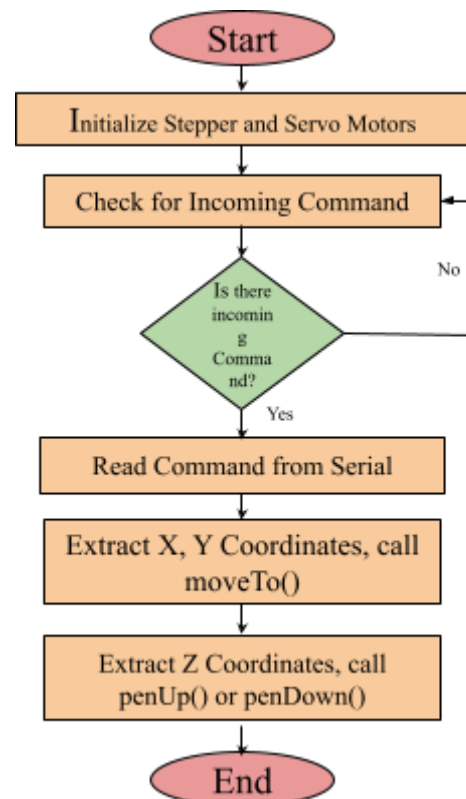 Start
Initialize Stepper and Servo Motors
Check for Incoming Command
No
Is there
incomin
g
Comma
nd?
Yes
Read Command from Serial
Extract X, Y Coordinates, call
moveTo()
Extract Z Coordinates, call
penUp() or penDown()
End